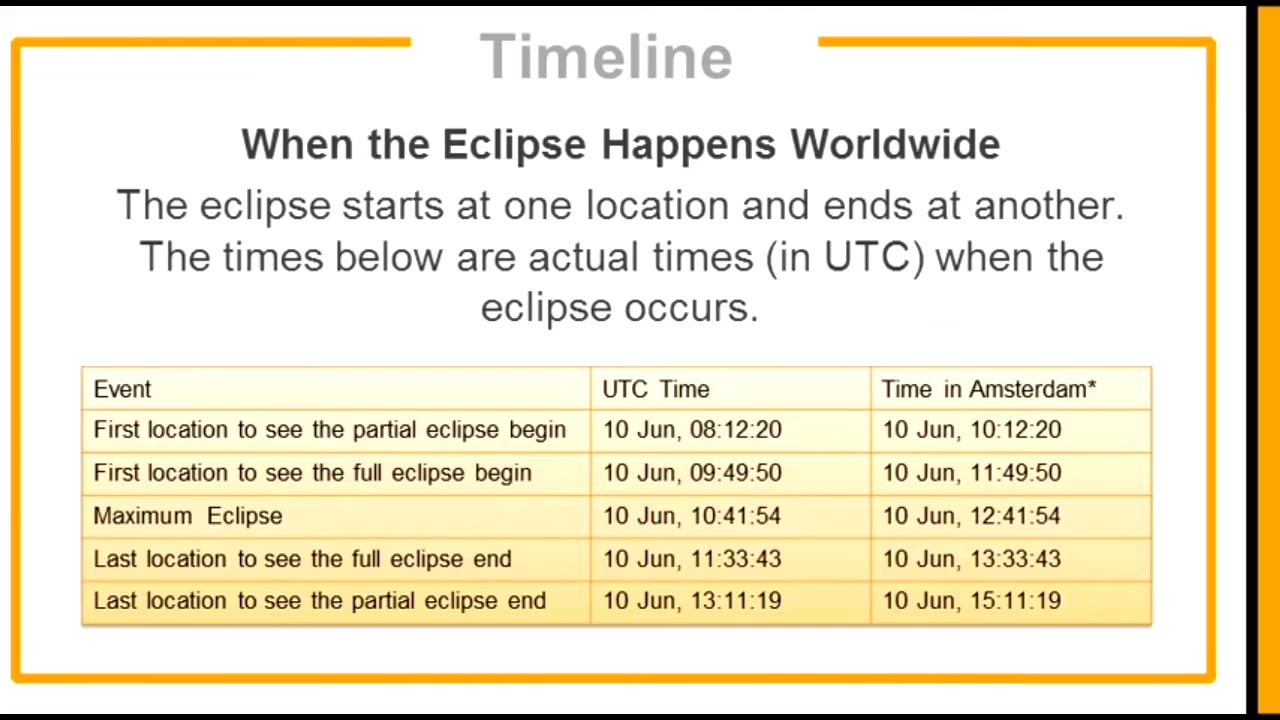 Timeline
When the Eclipse Happens Worldwide
The eclipse starts at one location and ends at another.
The times below are actual times (in UTC) when the
eclipse occurs.
Event UTC Time Time in Amsterdam*
First location to see the partial eclipse begin 10 Jun, 08:12:20 10 Jun, 10:12:20
First location to see the full eclipse begin 10 Jun, 09:49:50 10 Jun, 11:49:50
Maximum Eclipse 10 Jun, 10:41:54 10 Jun, 12:41:54
Last location to see the full eclipse end 10 Jun, 11:33:43 10 Jun, 13:33:43
Last location to see the partial eclipse end 10 Jun, 13:11:19 10 Jun, 15:11:19